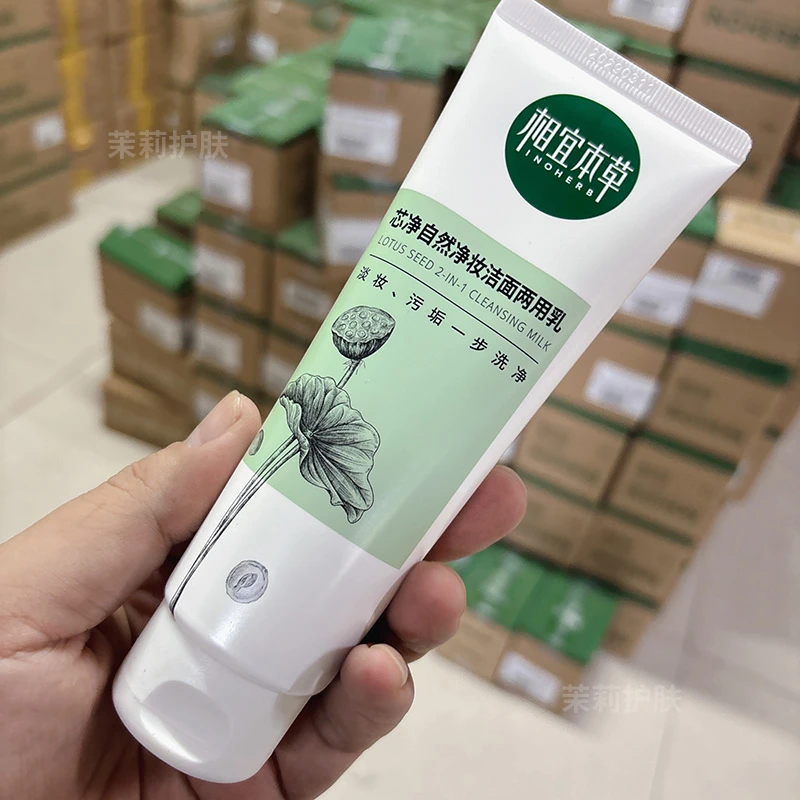 相宜本草
INOHERB
芯净自然净妆洁面两用乳
LOTUS SEED 2-IN-1 CLEANSING MILK
淡妆、污垢一步洗净
茉莉护肤
茉莉护肤